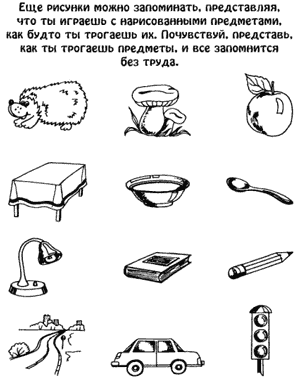 Еще рисунки можно запоминать, представляя,
что ты играешь с нарисованными предметами,
как будто ты трогаешь их. Почувствуй, представь,
как ты трогаешь предметы, и все запомнится
без труда.